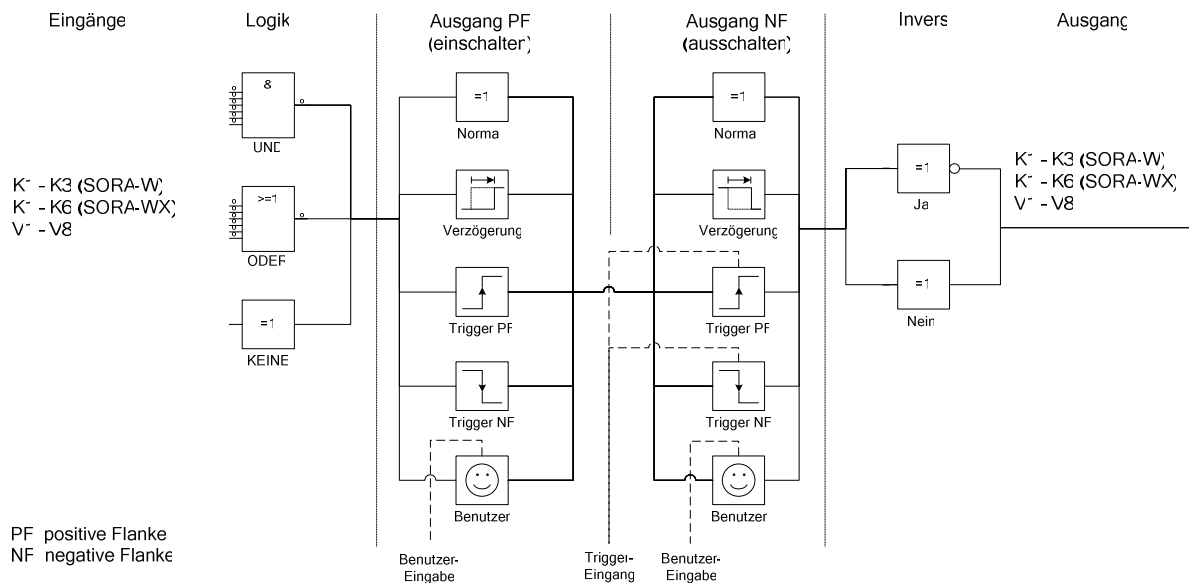 Eingänge
Logik
Ausgang PF
(einschalten)
Ausgang NF
(ausschalten)
Invers
Ausgang
&
UND
>=1
ODER
=1
KEINE
K1 - K3 (SORA-W)
K1 - K6 (SORA-WX)
V1 - V8
=1
Norma
Verzögerung
Trigger PF
Trigger NF
Benutzer
=1
Norma
Verzögerung
Trigger PF
Trigger NF
Benutzer
=1
Ja
=1
Nein
K1 - K3 (SORA-W)
K1 - K6 (SORA-WX)
V1 - V8
PF positive Flanke
NF negative Flanke
Benutzer-
Eingabe
Trigger-
Eingang
Benutzer-
Eingabe